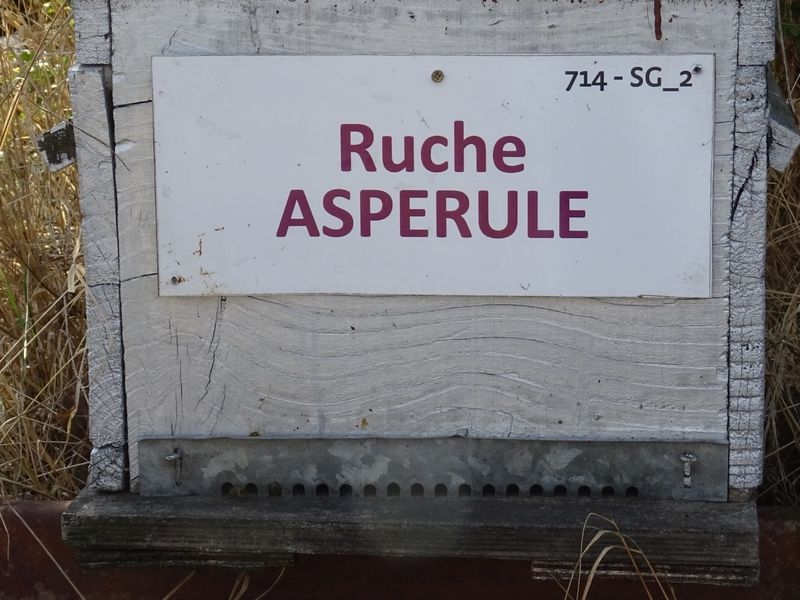 714 - SG_2
Ruche
ASPERULE